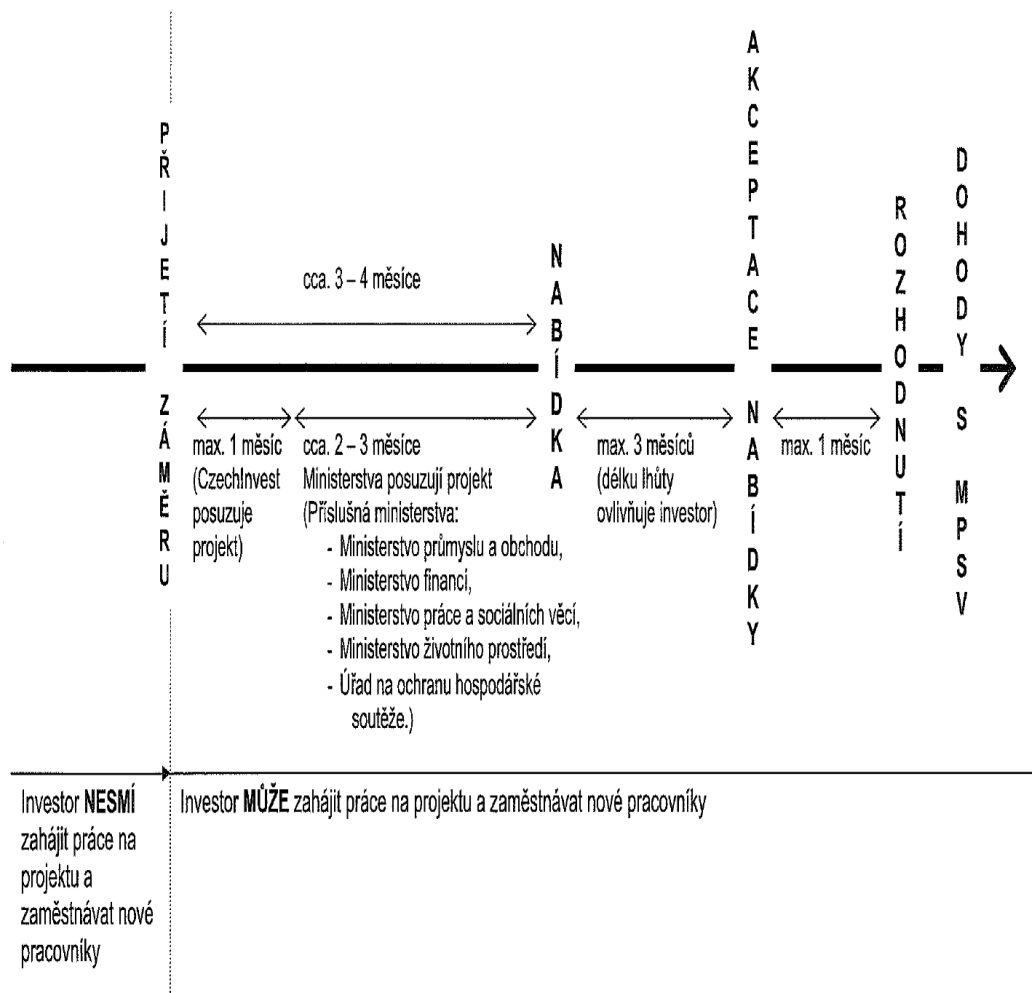 PŘIJETÍ ZÁMĚRU
cca. 3 – 4 měsíce
NABÍDKA
AKCEPTACE NABÍDKY
ROZHODNUTÍ
DOHODY S MPSV
max. 1 měsíc
(CzechInvest
posuzuje
projekt)
cca. 2 – 3 měsíce
Ministerstva posuzují projekt
(Příslušná ministerstva:
- Ministerstvo průmyslu a obchodu,
- Ministerstvo financí,
- Ministerstvo práce a sociálních věcí,
- Ministerstvo životního prostředí,
- Úřad na ochranu hospodářské
soutěže.)
max. 3 měsíců
(délku lhůty
ovlivňuje investor)
max. 1 měsíc
Investor NESMÍ
zahájit práce na
projektu a
zaměstnávat nové
pracovníky
Investor MŮŽE zahájit práce na projektu a zaměstnávat nové pracovníky